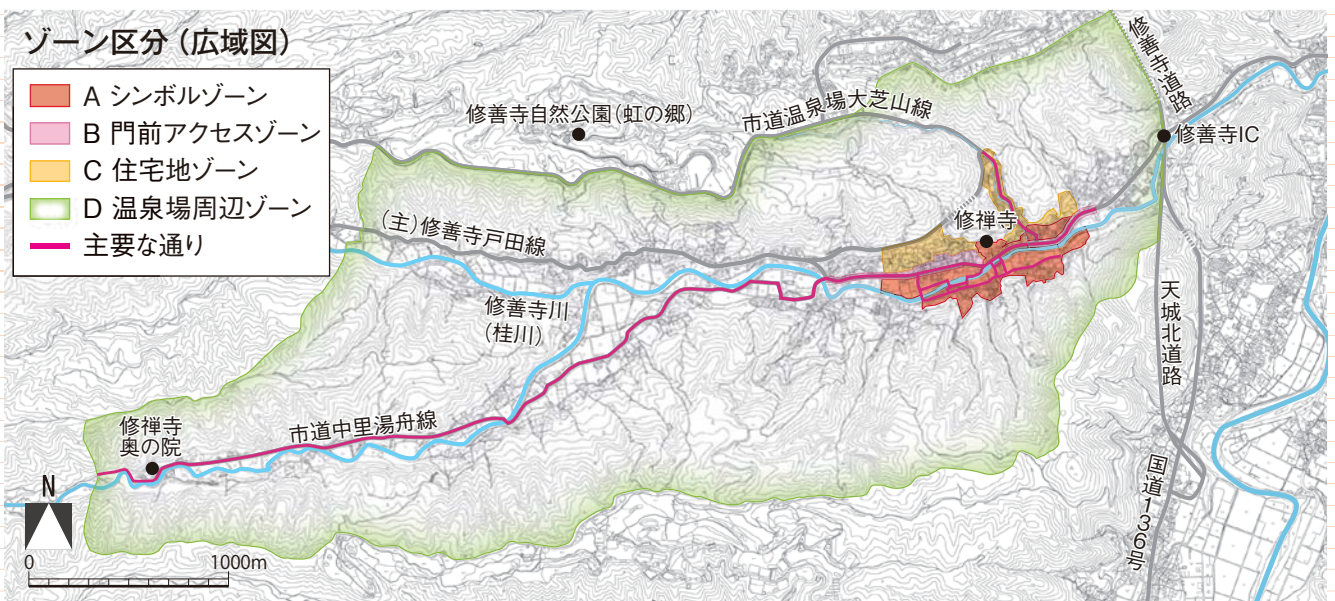 ゾーン区分（広域図）
A シンボルゾーン
B 門前アクセスゾーン
C 住宅地ゾーン
D 温泉場周辺ゾーン
主要な通り
修善寺自然公園（虹の郷）
市道温泉場大芝山線
修善寺道路
修善寺IC
（主）修善寺戸田線
修禅寺
修善寺川
（桂川）
天城北道路
市道中里湯舟線
修禅寺
奥の院
国道136号
N
0
1000m